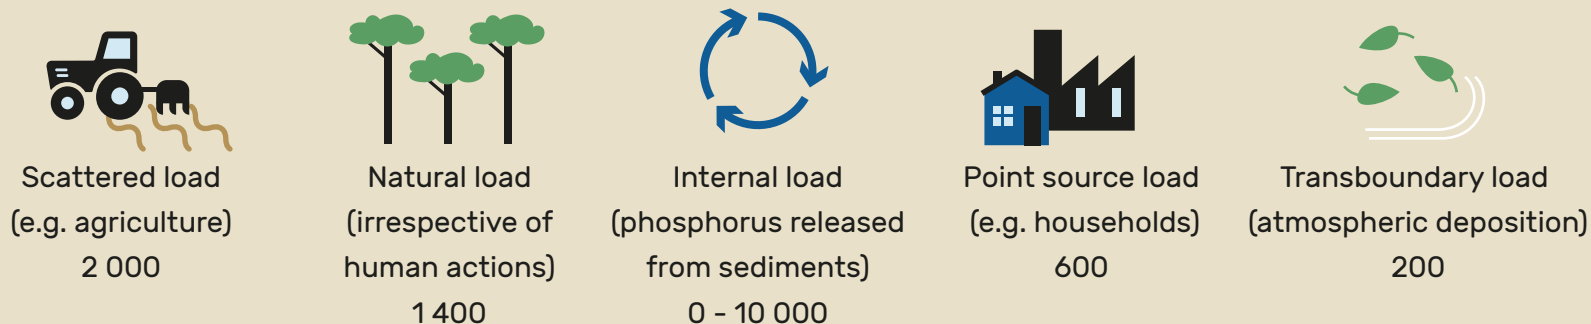 Scattered load
(e.g. agriculture)
2 000
Natural load
(irrespective of
human actions)
1 400
Internal load
(phosphorus released
from sediments)
0 - 10 000
Point source load
(e.g. households)
600
Transboundary load
(atmospheric deposition)
200